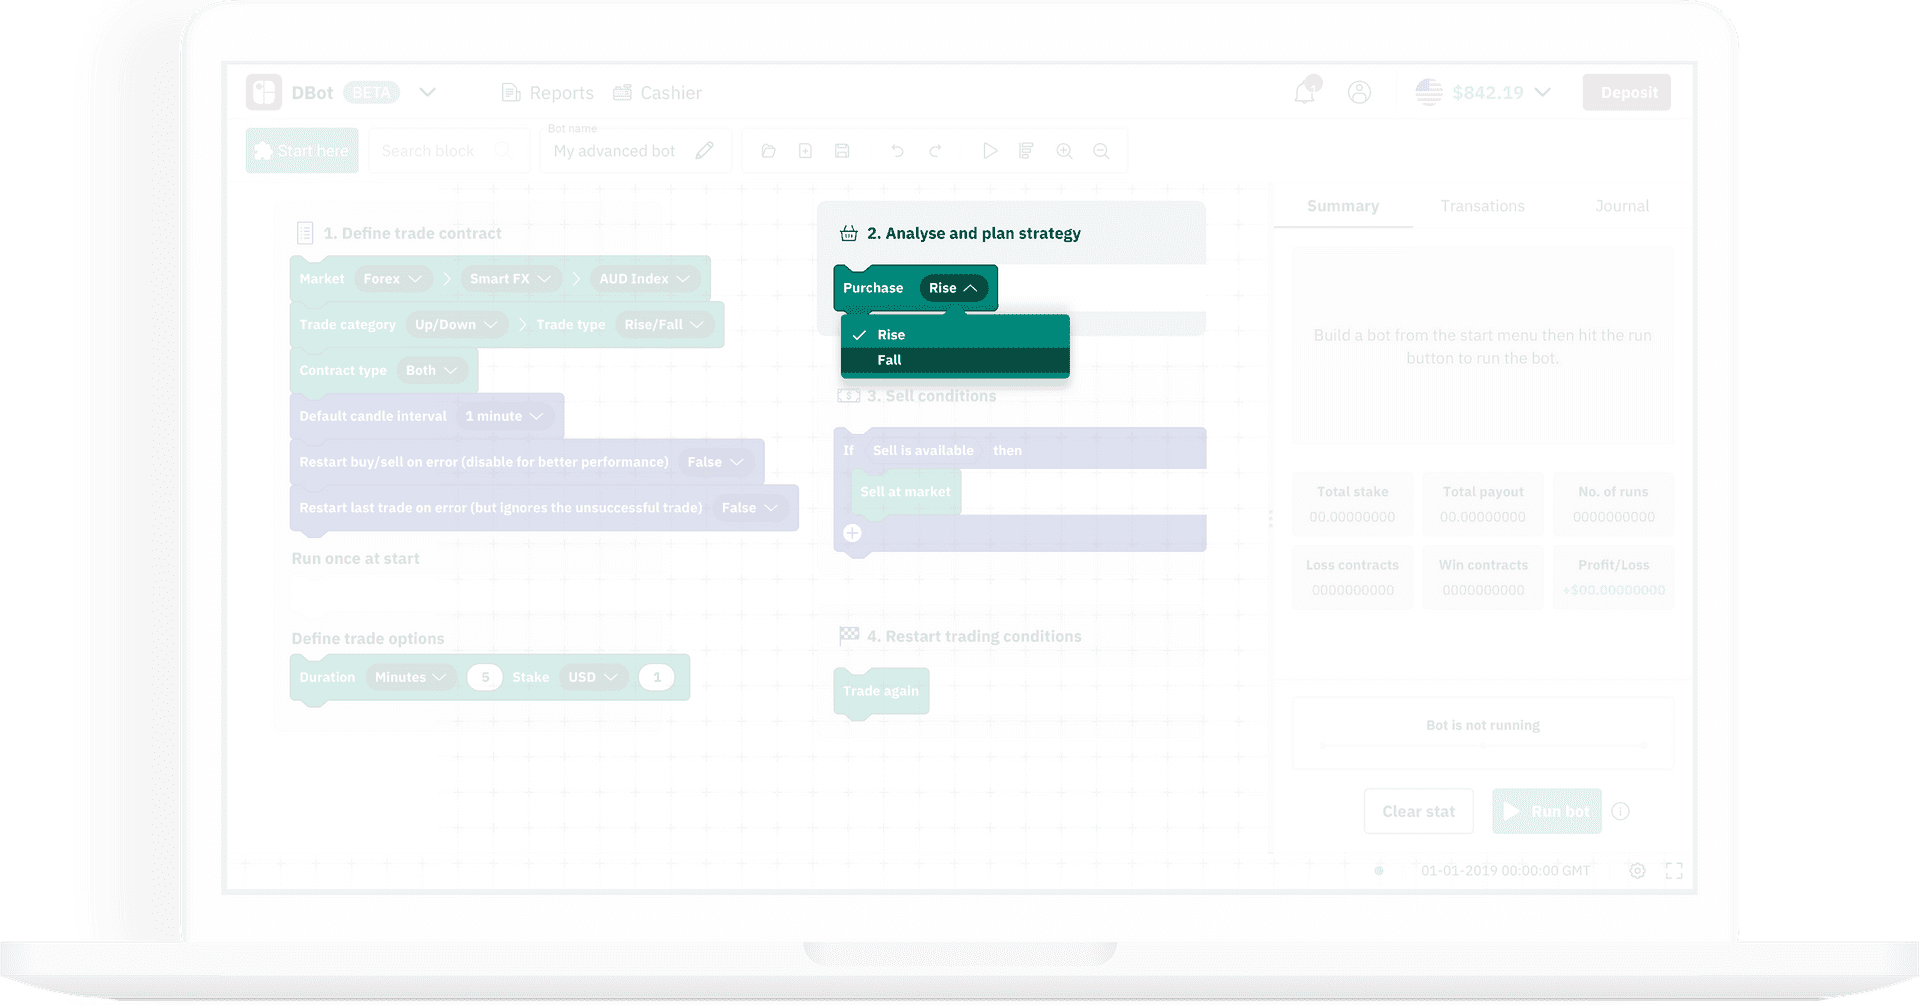 DBot BETA Reports Cashier 1 $842.19 Deposit
Start here Search block Bot name
My advanced bot
Summary Transations Journal
1. Define trade contract
Market Forex Smart FX AUD Index
Trade category Up/Down Trade type Rise/Fall
Contract type Both
Default candle interval 1 minute
Restart buy/sell on error (disable for better performance) False
Restart last trade on error (but ignores the unsuccessful trade) False
Run once at start
Define trade options
Duration Minutes 5 Stake USD 1
2. Analyse and plan strategy
Purchase Rise
Rise
Fall
3. Sell conditions
If Sell is available then
Sell at market
4. Restart trading conditions
Trade again
Build a bot from the start menu then hit the run
button to run the bot.
Total stake Total payout No. of runs
00.00000000 00.00000000 0000000000
Loss contracts Win contracts Profit/Loss
0000000000 0000000000 +$00.00000000
Bot is not running
Clear stat Run bot
01-01-2019 00:00:00 GMT